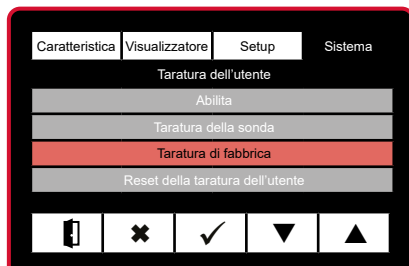 Caratteristica Visualizzatore Setup Sistema
Taratura dell'utente
Abilita
Taratura della sonda
Taratura di fabbrica
Reset della taratura dell'utente